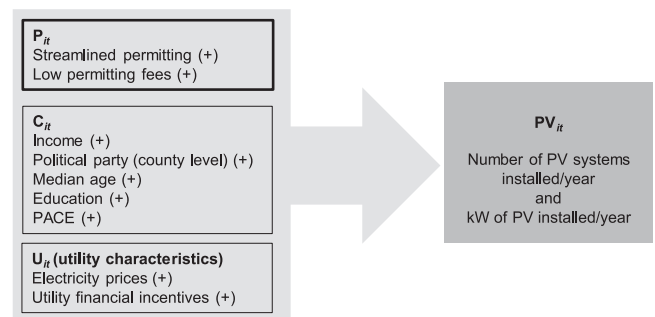 P_it
Streamlined permitting (+)
Low permitting fees (+)
C_it
Income (+)
Political party (county level) (+)
Median age (+)
Education (+)
PACE (+)
U_it (utility characteristics)
Electricity prices (+)
Utility financial incentives (+)
PV_it
Number of PV systems
installed/year
and
kW of PV installed/year